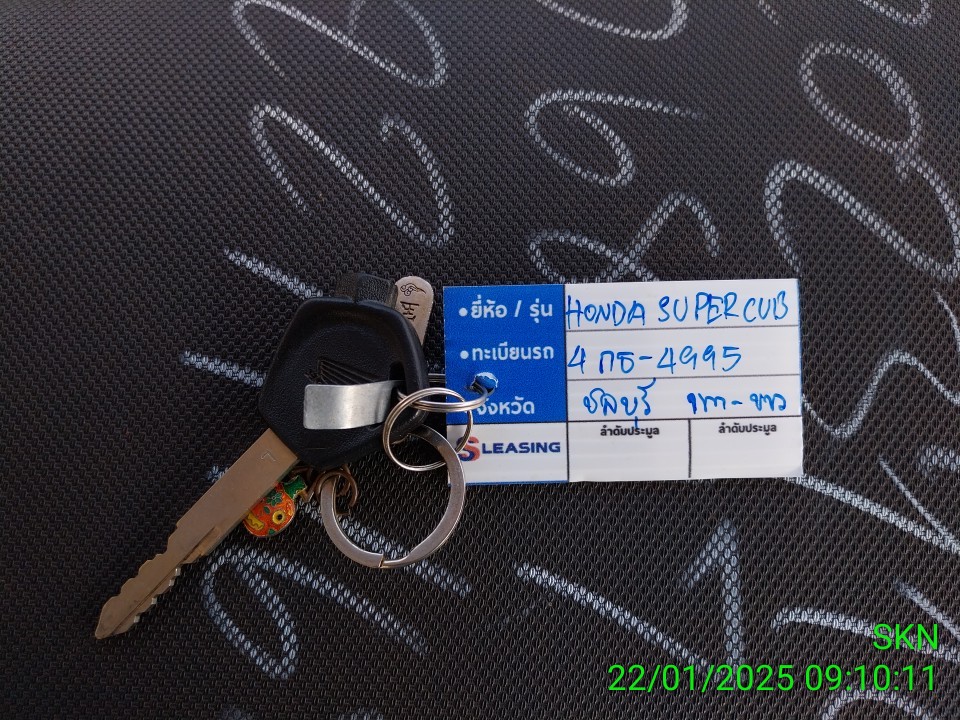 ยี่ห้อ / รุ่น HONDA SUPER CUB
ทะเบียนรถ 4 กธ-4995
จังหวัด ชลบุรี เทา-ขาว
ลำดับประมูล ลำดับประมูล
SLEASING
SKN
22/01/2025 09:10:11